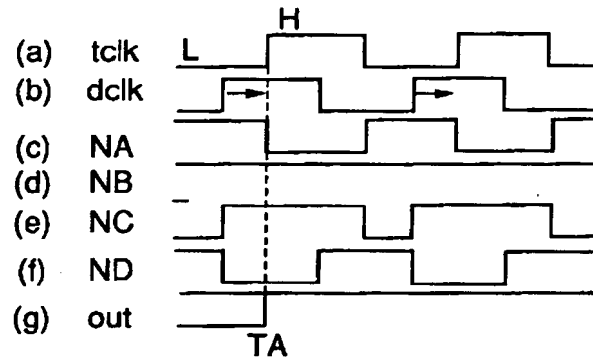 H
(a) tclk L
(b) dclk
(c) NA
(d) NB
(e) NC
(f) ND
(g) out
TA